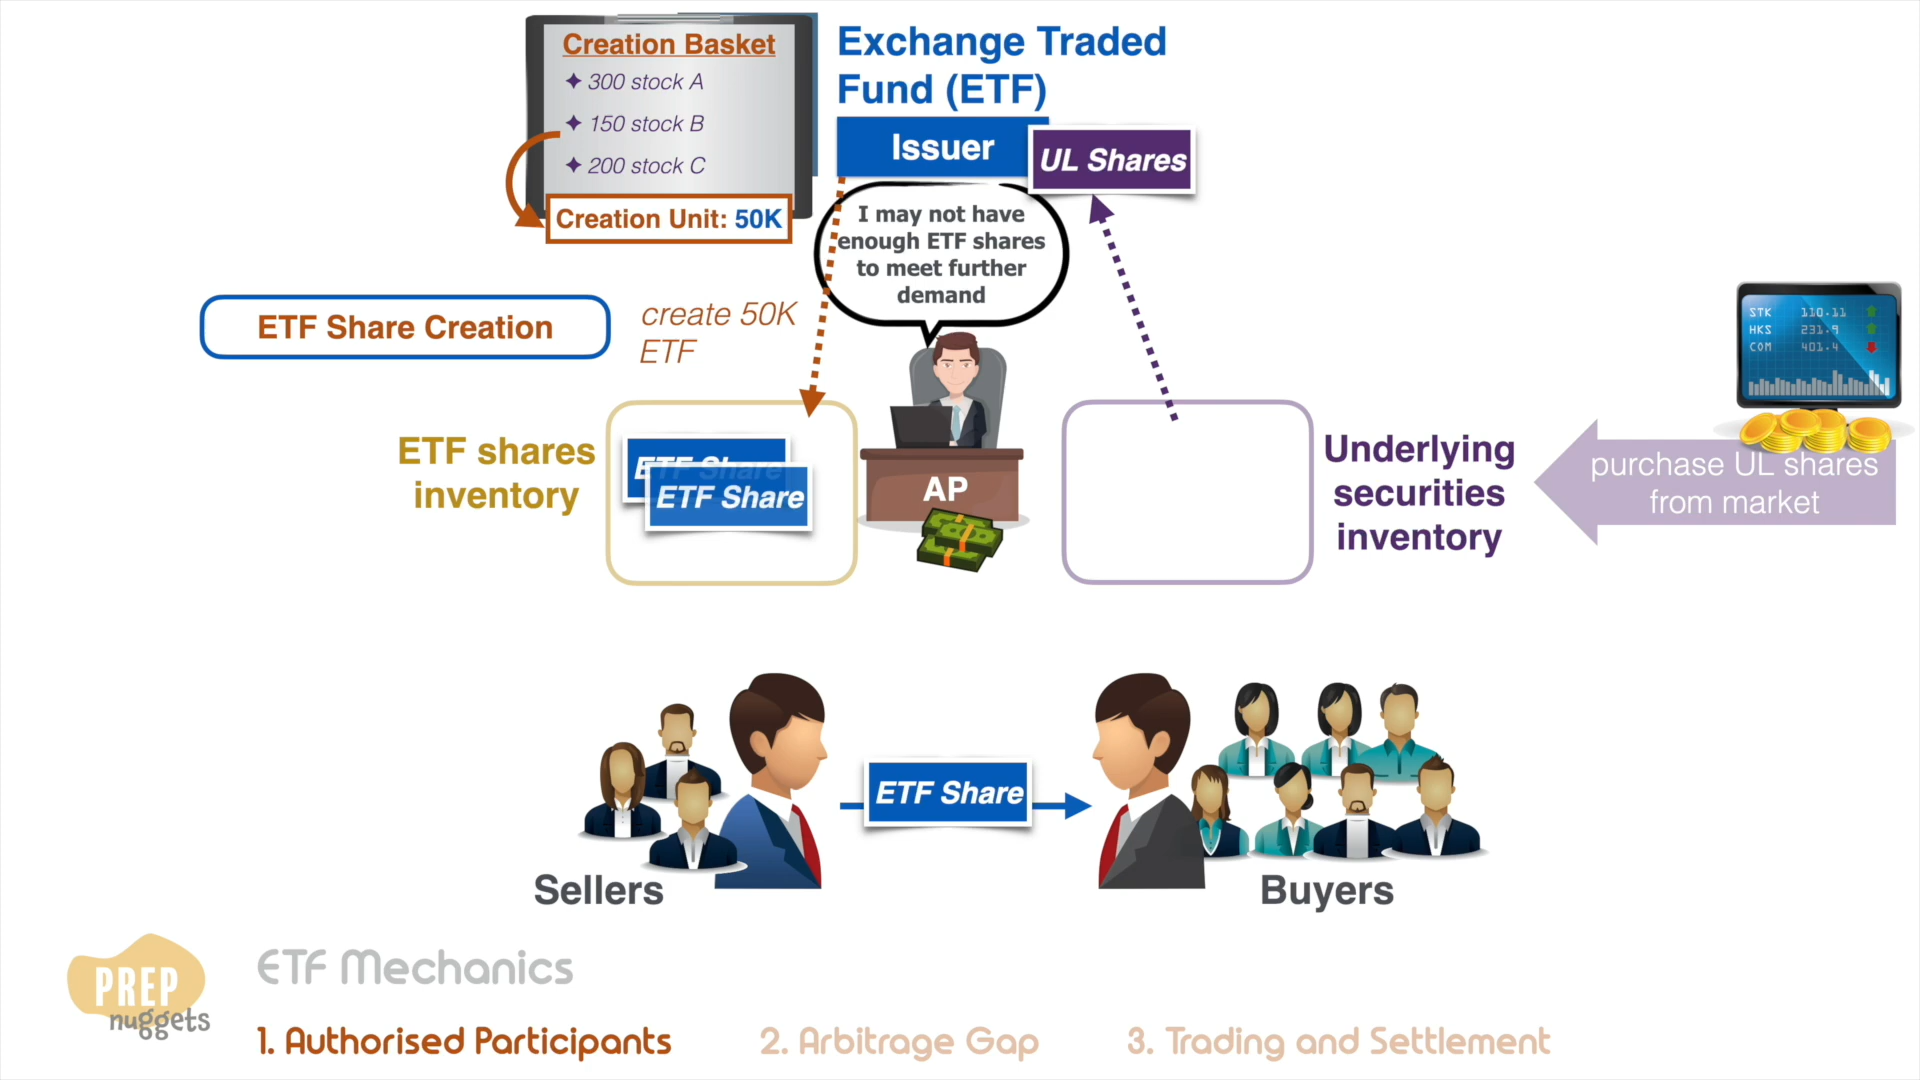 Creation Basket
300 stock A
150 stock B
200 stock C
Creation Unit: 50K
Exchange Traded
Fund (ETF)
Issuer
UL Shares
I may not have
enough ETF shares
to meet further
demand
ETF Share Creation
create 50K
ETF
STK 110.11
HKS 231.9
COM 401.4
ETF shares
inventory
ETF Share
ETF Share
AP
Underlying
securities
inventory
purchase UL shares
from market
ETF Share
Sellers
Buyers
PREP
nuggets
ETF Mechanics
1. Authorised Participants
2. Arbitrage Gap
3. Trading and Settlement